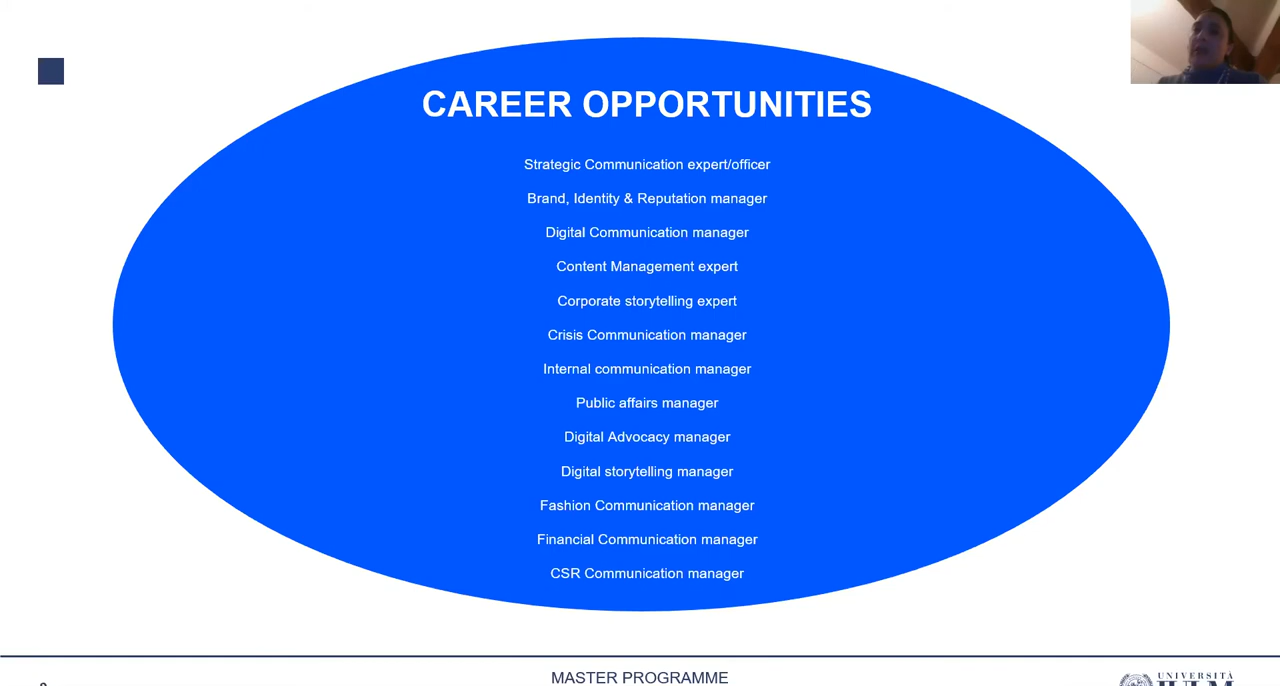 CAREER OPPORTUNITIES
Strategic Communication expert/officer
Brand, Identity & Reputation manager
Digital Communication manager
Content Management expert
Corporate storytelling expert
Crisis Communication manager
Internal communication manager
Public affairs manager
Digital Advocacy manager
Digital storytelling manager
Fashion Communication manager
Financial Communication manager
CSR Communication manager
MASTER PROGRAMME
UNIVERSITÀ